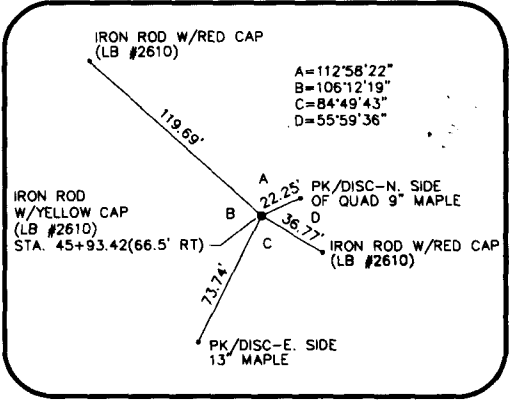 IRON ROD W/RED CAP
(LB #2610)
A=112°58'22"
B=106°12'19"
C=84°49'43"
D=55°59'36"
119.69'
A
22.25'
PK/DISC-N. SIDE
OF QUAD 9" MAPLE
IRON ROD
W/YELLOW CAP
(LB #2610)
STA. 45+93.42(66.5' RT)
B
D
36.77'
C
IRON ROD W/RED CAP
(LB #2610)
73.74'
PK/DISC-E. SIDE
13" MAPLE